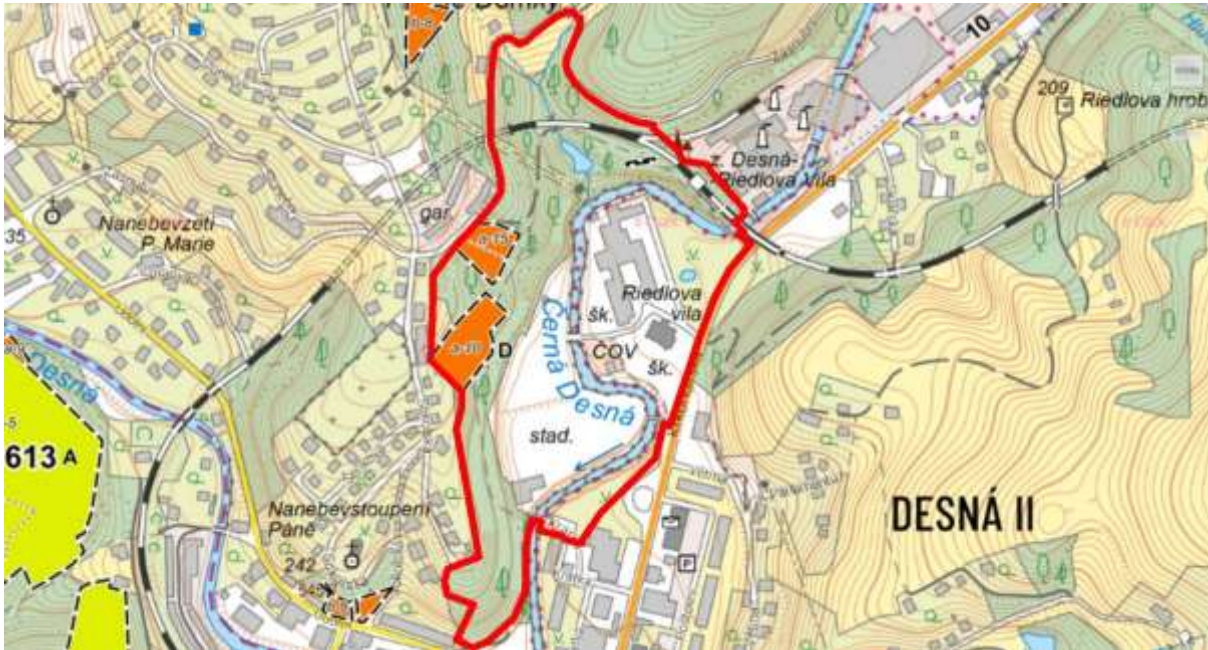 10
209
Riedlova hrob
z. Desná-
Riedlova Vila
Nanebevzetí
P. Marie
35
gar.
a-15
Riedlova
vila
šk.
ČOV
šk.
D
Černá Desná
Desná
stad.
613 A
Nanebevstoupení
Páně
242
DESNÁ II
P